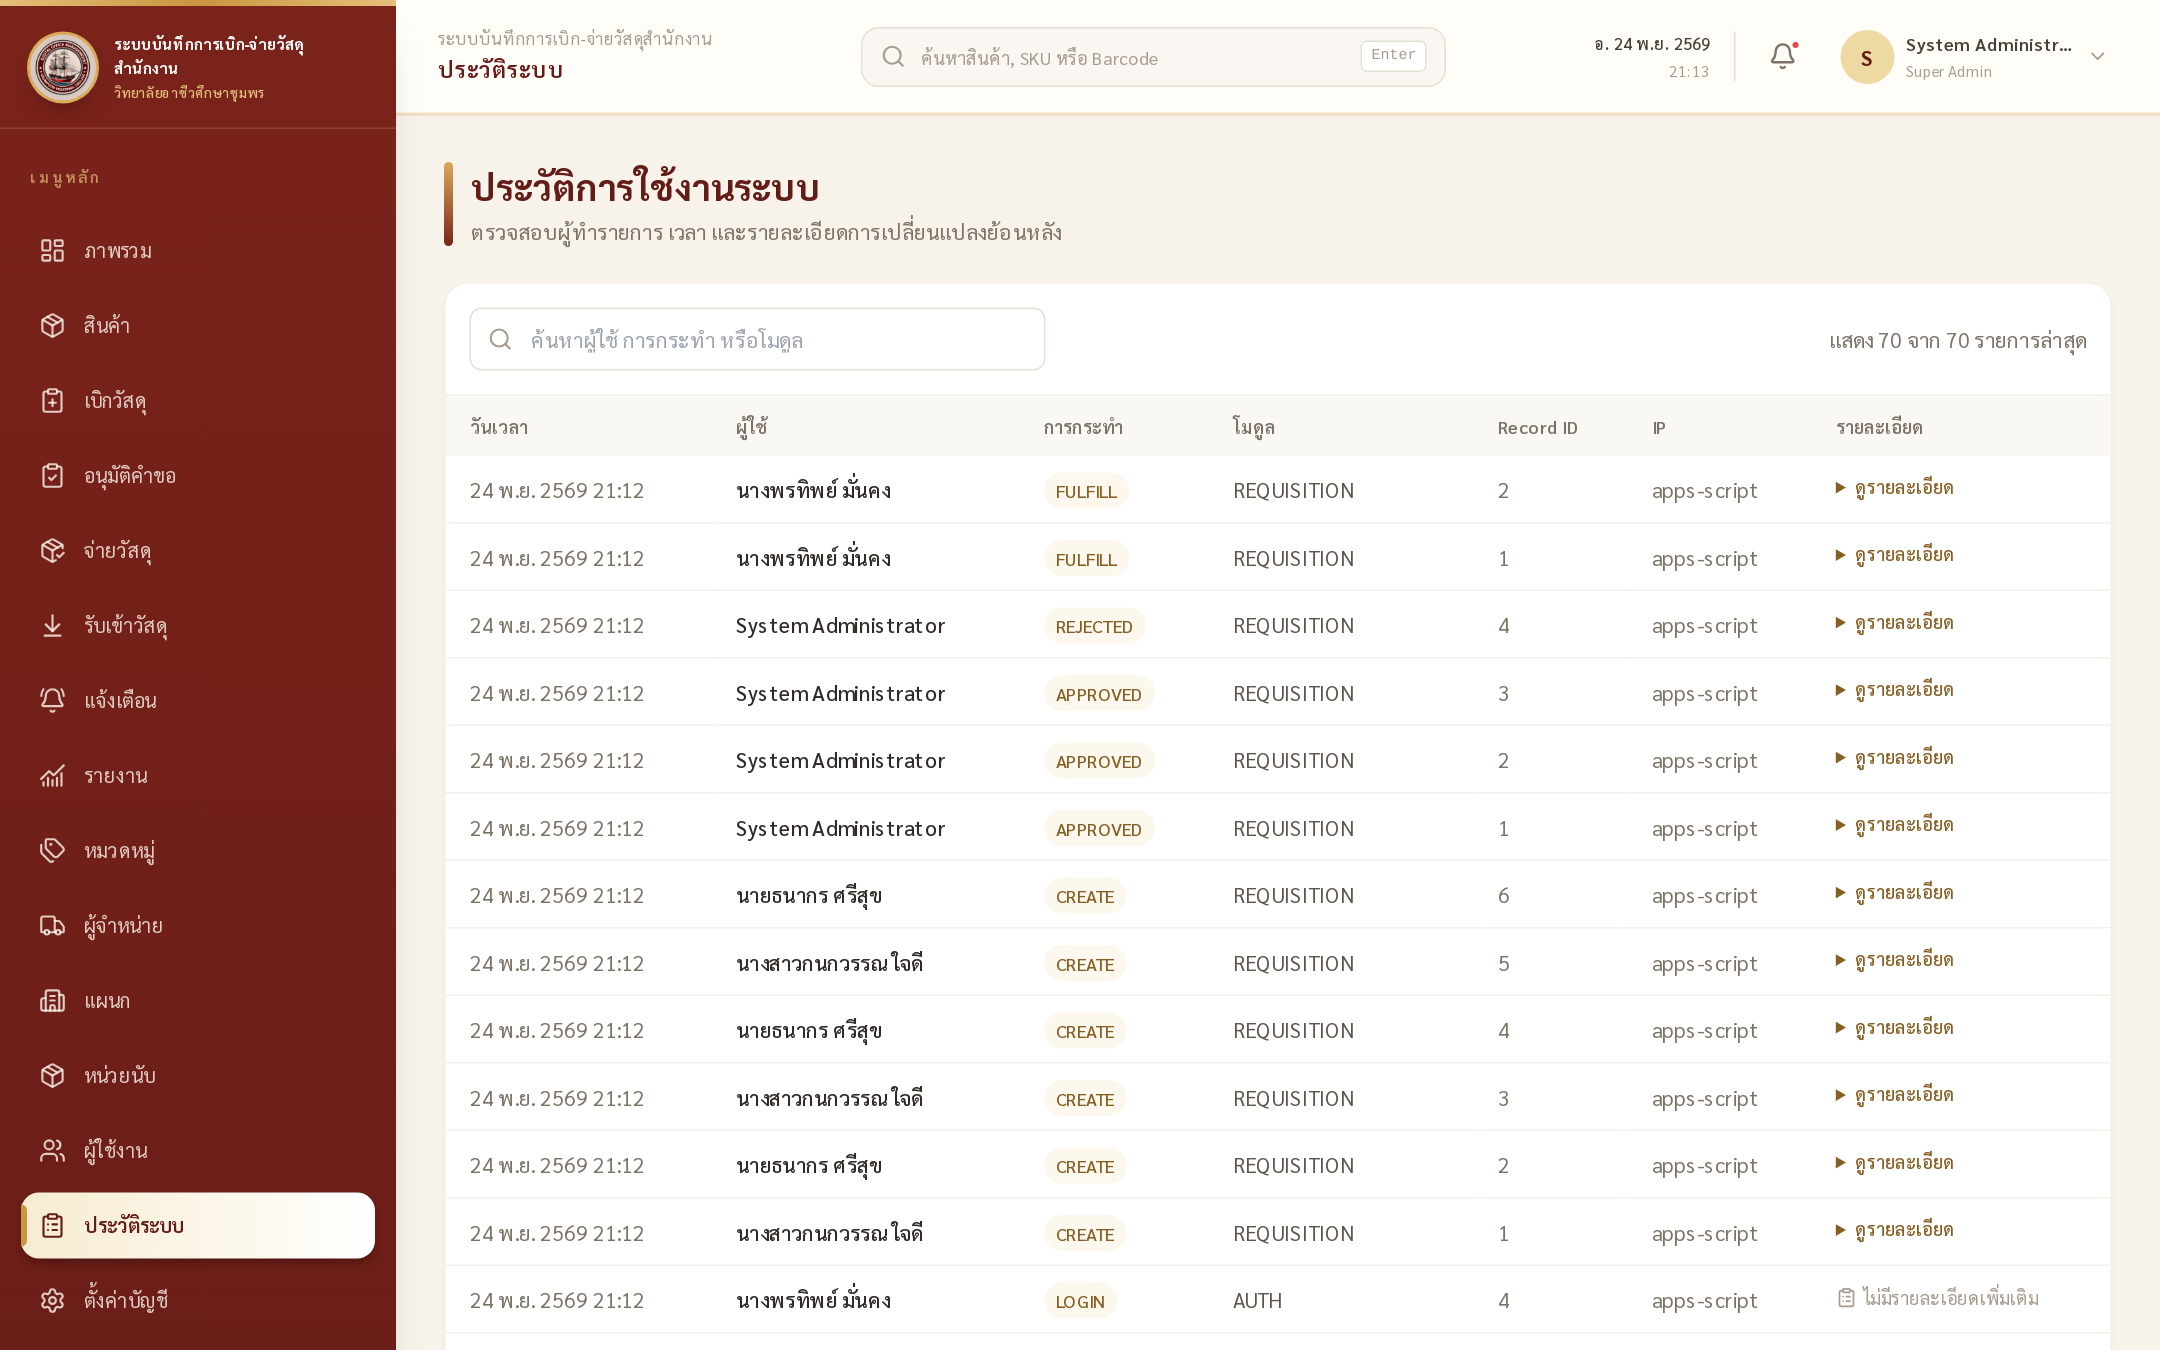 ระบบบันทึกการเบิก-จ่ายวัสดุ
สำนักงาน
วิทยาลัยอาชีวศึกษาชุมพร
เมนูหลัก
ภาพรวม
สินค้า
เบิกวัสดุ
อนุมัติคำขอ
จ่ายวัสดุ
รับเข้าวัสดุ
แจ้งเตือน
รายงาน
หมวดหมู่
ผู้จำหน่าย
แผนก
หน่วยนับ
ผู้ใช้งาน
ประวัติระบบ
ตั้งค่าบัญชี
ระบบบันทึกการเบิก-จ่ายวัสดุสำนักงาน
ประวัติระบบ
ค้นหาสินค้า, SKU หรือ Barcode Enter
อ. 24 พ.ย. 2569
21:13
S
System Administr...
Super Admin
ประวัติการใช้งานระบบ
ตรวจสอบผู้ทำรายการ เวลา และรายละเอียดการเปลี่ยนแปลงย้อนหลัง
ค้นหาผู้ใช้ การกระทำ หรือโมดูล
แสดง 70 จาก 70 รายการล่าสุด
วันเวลา ผู้ใช้ การกระทำ โมดูล Record ID IP รายละเอียด
24 พ.ย. 2569 21:12 นางพรทิพย์ มั่นคง FULFILL REQUISITION 2 apps-script ดูรายละเอียด
24 พ.ย. 2569 21:12 นางพรทิพย์ มั่นคง FULFILL REQUISITION 1 apps-script ดูรายละเอียด
24 พ.ย. 2569 21:12 System Administrator REJECTED REQUISITION 4 apps-script ดูรายละเอียด
24 พ.ย. 2569 21:12 System Administrator APPROVED REQUISITION 3 apps-script ดูรายละเอียด
24 พ.ย. 2569 21:12 System Administrator APPROVED REQUISITION 2 apps-script ดูรายละเอียด
24 พ.ย. 2569 21:12 System Administrator APPROVED REQUISITION 1 apps-script ดูรายละเอียด
24 พ.ย. 2569 21:12 นายธนากร ศรีสุข CREATE REQUISITION 6 apps-script ดูรายละเอียด
24 พ.ย. 2569 21:12 นางสาวกนกวรรณ ใจดี CREATE REQUISITION 5 apps-script ดูรายละเอียด
24 พ.ย. 2569 21:12 นายธนากร ศรีสุข CREATE REQUISITION 4 apps-script ดูรายละเอียด
24 พ.ย. 2569 21:12 นางสาวกนกวรรณ ใจดี CREATE REQUISITION 3 apps-script ดูรายละเอียด
24 พ.ย. 2569 21:12 นายธนากร ศรีสุข CREATE REQUISITION 2 apps-script ดูรายละเอียด
24 พ.ย. 2569 21:12 นางสาวกนกวรรณ ใจดี CREATE REQUISITION 1 apps-script ดูรายละเอียด
24 พ.ย. 2569 21:12 นางพรทิพย์ มั่นคง LOGIN AUTH 4 apps-script ไม่มีรายละเอียดเพิ่มเติม